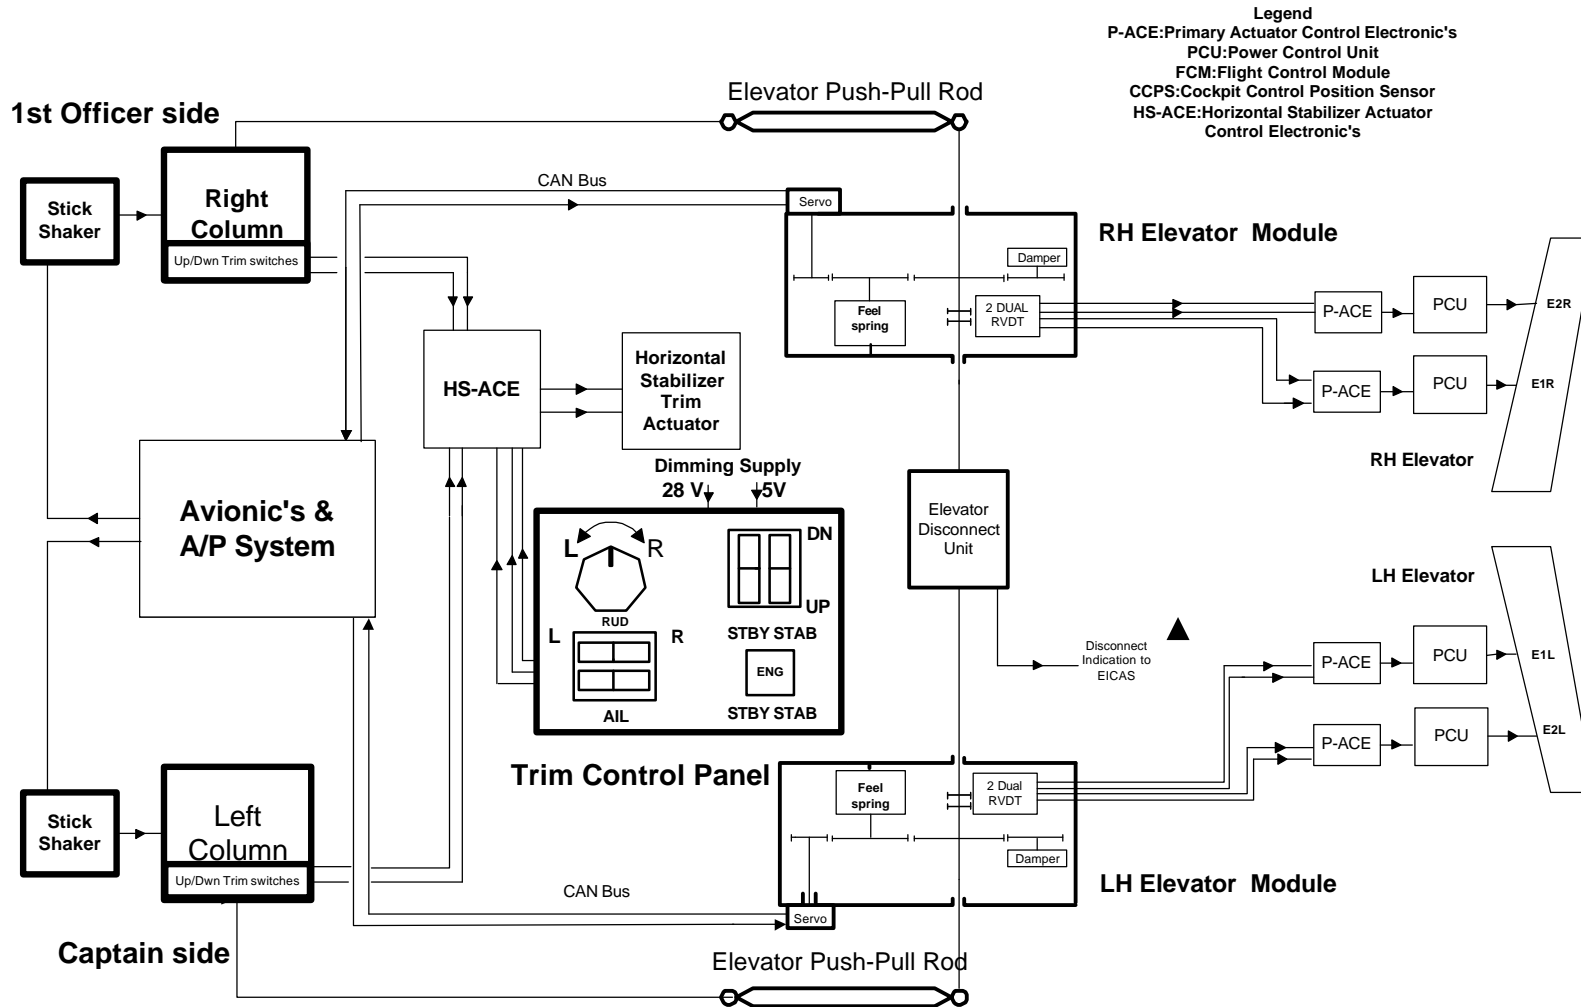 Legend
P-ACE:Primary Actuator Control Electronic's
PCU:Power Control Unit
FCM:Flight Control Module
CCPS:Cockpit Control Position Sensor
HS-ACE:Horizontal Stabilizer Actuator
Control Electronic's
Elevator Push-Pull Rod
1st Officer side
Stick
Shaker
Right
Column
Up/Dwn Trim switches
CAN Bus
Servo
RH Elevator Module
Damper
Feel
spring
2 DUAL
RVDT
P-ACE
PCU
E2R
P-ACE
PCU
E1R
RH Elevator
HS-ACE
Horizontal
Stabilizer
Trim
Actuator
Dimming Supply
28 V
5V
Avionic's &
A/P System
L
R
RUD
DN
UP
STBY STAB
L
R
AIL
ENG
STBY STAB
Trim Control Panel
Elevator
Disconnect
Unit
Disconnect
Indication to
EICAS
LH Elevator
P-ACE
PCU
E1L
P-ACE
PCU
E2L
Feel
spring
2 Dual
RVDT
Damper
LH Elevator Module
Servo
CAN Bus
Stick
Shaker
Left
Column
Up/Dwn Trim switches
Captain side
Elevator Push-Pull Rod